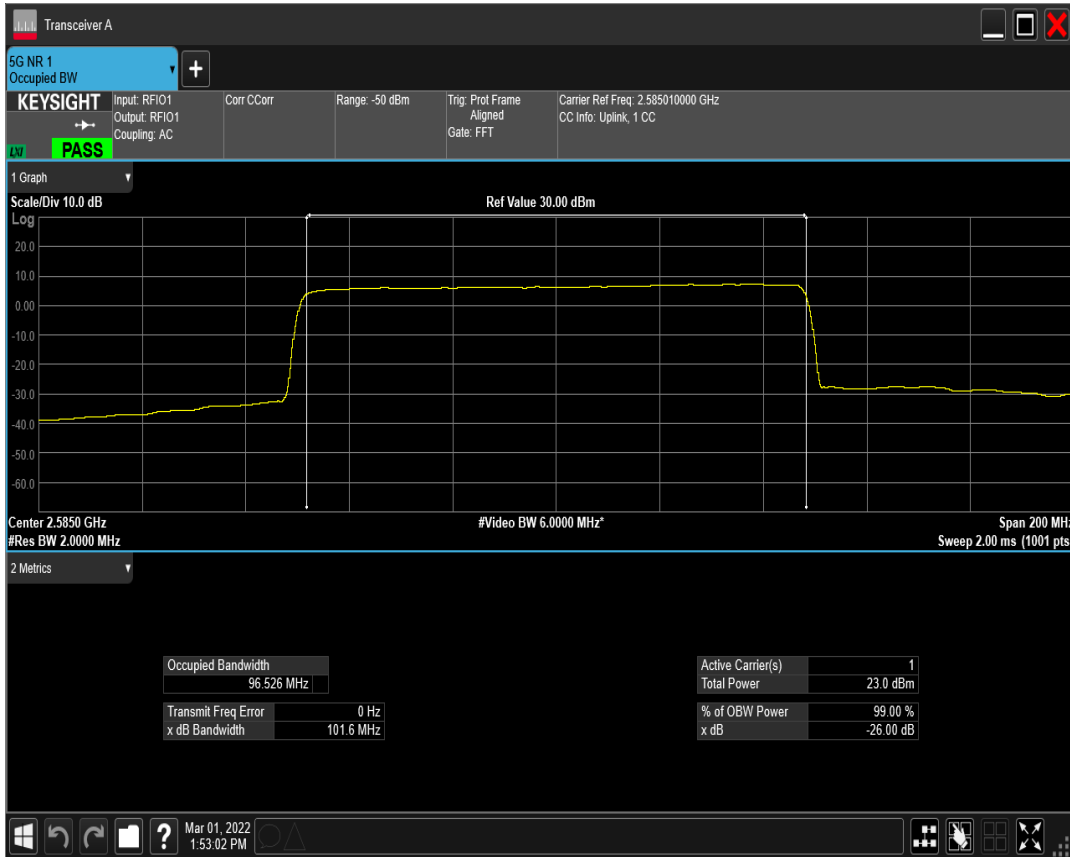 Transceiver A
5G NR 1
Occupied BW
KEYSIGHT
LXI
PASS
Input: RFIO1
Output: RFIO1
Coupling: AC
Corr CCorr
Range: -50 dBm
Trig: Prot Frame
Aligned
Gate: FFT
Carrier Ref Freq: 2.585010000 GHz
CC Info: Uplink, 1 CC
1 Graph
Scale/Div 10.0 dB
Ref Value 30.00 dBm
Log
20.0
10.0
0.00
-10.0
-20.0
-30.0
-40.0
-50.0
-60.0
Center 2.5850 GHz
#Video BW 6.0000 MHz*
Span 200 MHz
#Res BW 2.0000 MHz
Sweep 2.00 ms (1001 pts
2 Metrics
Occupied Bandwidth
96.526 MHz
Transmit Freq Error 0 Hz
x dB Bandwidth 101.6 MHz
Active Carrier(s) 1
Total Power 23.0 dBm
% of OBW Power 99.00 %
x dB -26.00 dB
Mar 01, 2022
1:53:02 PM